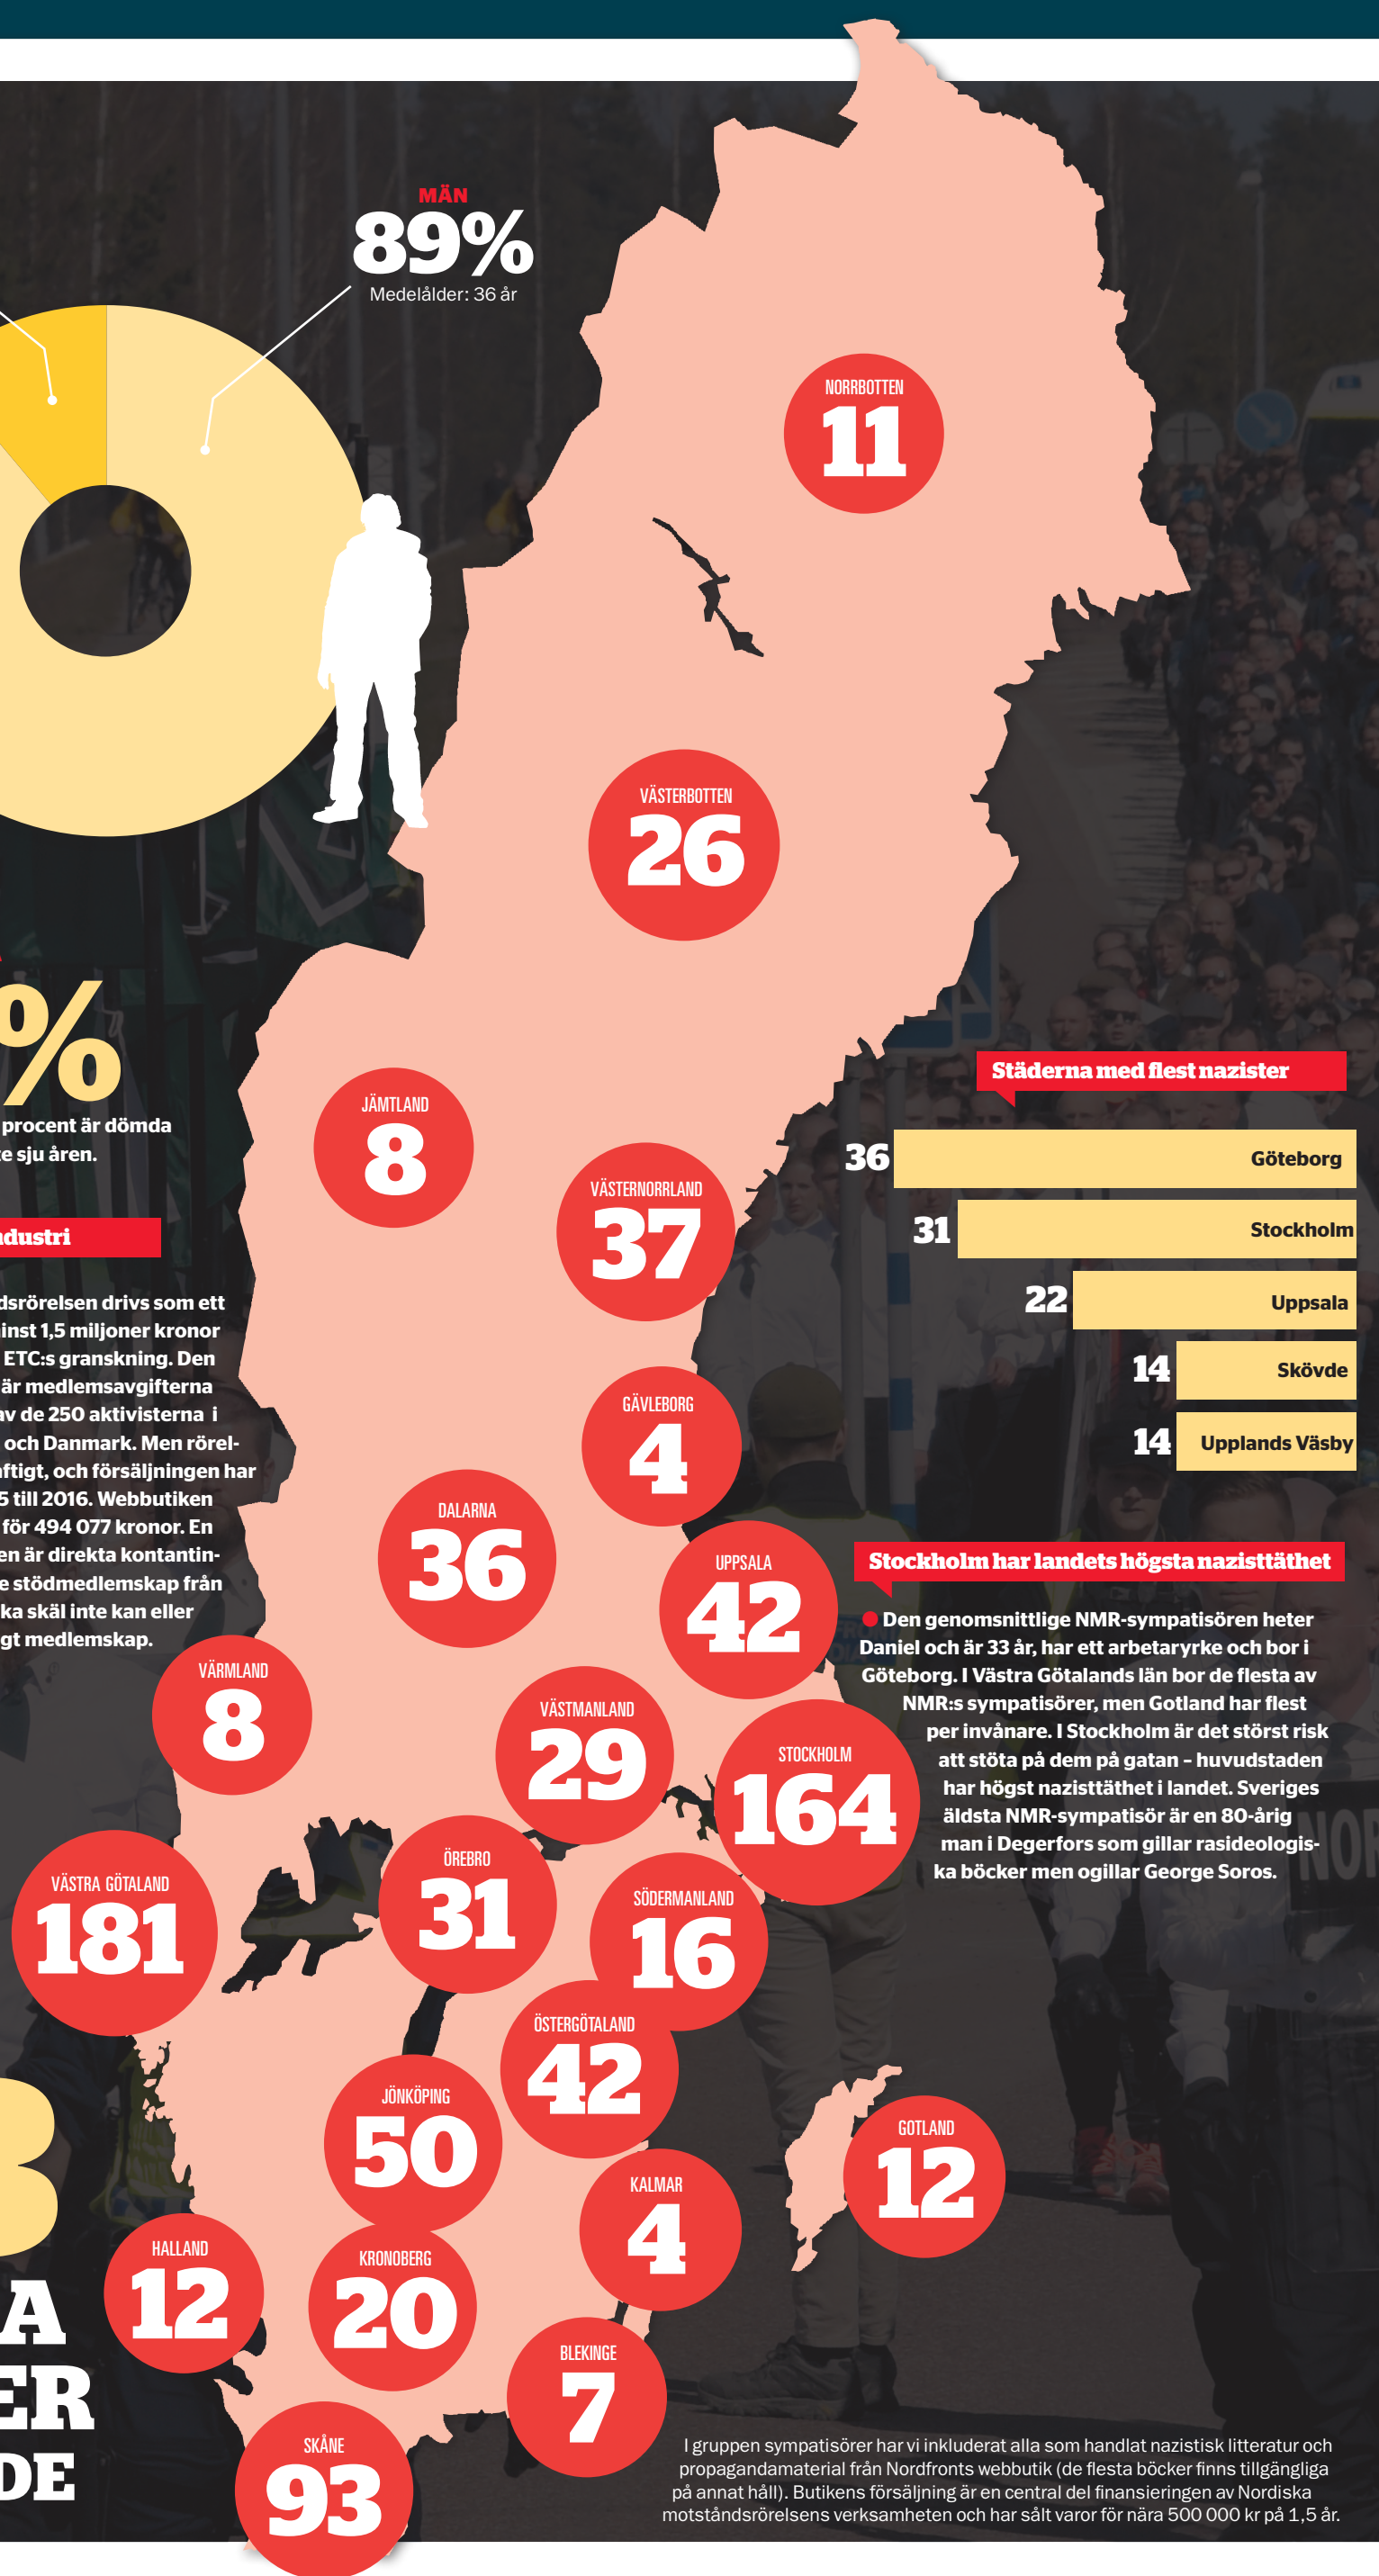 MÄN
89%
Medelålder: 36 år
NORRBOTTEN
11
VÄSTERBOTTEN
26
%
procent är dömda
sju åren.
JÄMTLAND
8
VÄSTERNORRLAND
37
GÄVLEBORG
4
DALARNA
36
UPPSALA
42
VÄRMLAND
8
VÄSTMANLAND
29
STOCKHOLM
164
ÖREBRO
31
VÄSTRA GÖTALAND
181
SÖDERMANLAND
16
ÖSTERGÖTALAND
42
JÖNKÖPING
50
GOTLAND
12
KALMAR
4
HALLAND
12
KRONOBERG
20
BLEKINGE
7
SKÅNE
93
Städerna med flest nazister
36 Göteborg
31 Stockholm
22 Uppsala
14 Skövde
14 Upplands Väsby
Stockholm har landets högsta nazisttäthet
● Den genomsnittlige NMR-sympatisören heter
Daniel och är 33 år, har ett arbetaryrke och bor i
Göteborg. I Västra Götalands län bor de flesta av
NMR:s sympatisörer, men Gotland har flest
per invånare. I Stockholm är det störst risk
att stöta på dem på gatan – huvudstaden
har högst nazisttäthet i landet. Sveriges
äldsta NMR-sympatisör är en 80-årig
man i Degerfors som gillar rasideologis-
ka böcker men ogillar George Soros.
dustri
dsrörelsen drivs som ett
inst 1,5 miljoner kronor
ETC:s granskning. Den
är medlemsavgifterna
av de 250 aktivisterna i
och Danmark. Men rörel-
ftigt, och försäljningen har
5 till 2016. Webbutiken
för 494 077 kronor. En
en är direkta kontantin-
e stödmedlemskap från
ka skäl inte kan eller
gt medlemskap.
A
ER
DE
I gruppen sympatisörer har vi inkluderat alla som handlat nazistisk litteratur och
propagandamaterial från Nordfronts webbutik (de flesta böcker finns tillgängliga
på annat håll). Butikens försäljning är en central del finansieringen av Nordiska
motståndsrörelsens verksamheten och har sålt varor för nära 500 000 kr på 1,5 år.